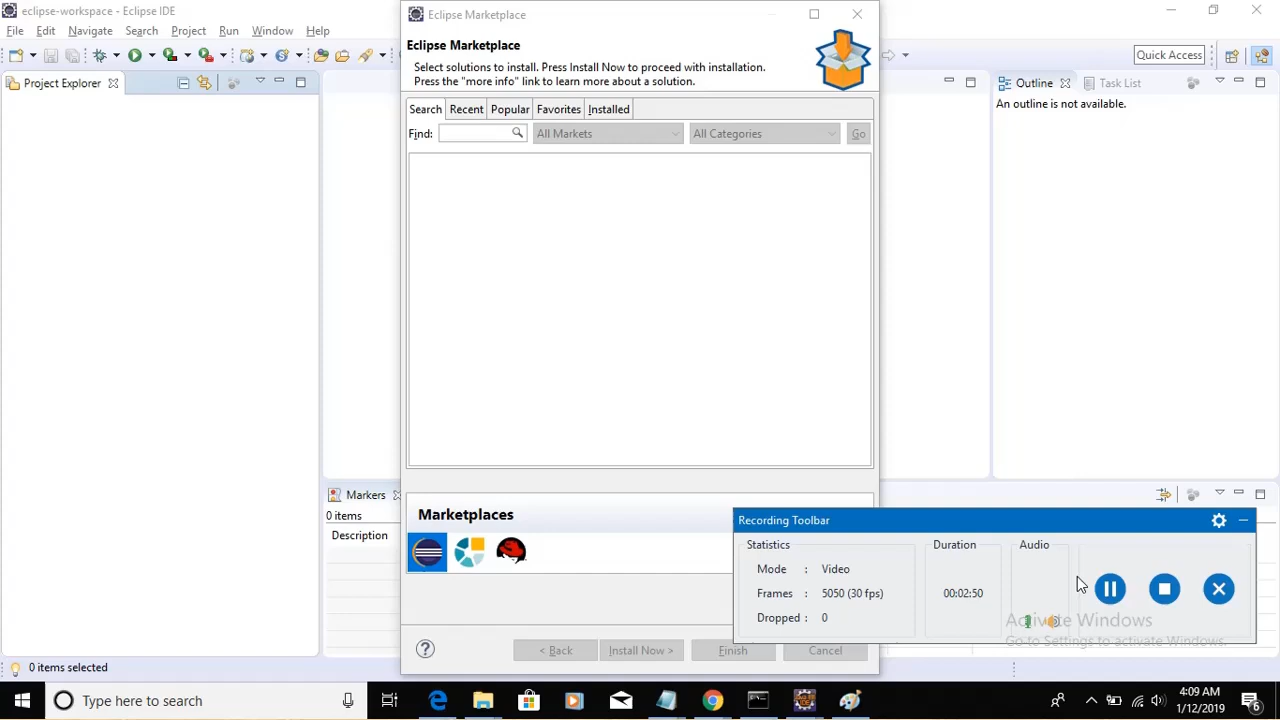 eclipse-workspace - Eclipse IDE
File Edit Navigate Search Project Run Window Help
Quick Access
Project Explorer
Eclipse Marketplace
Eclipse Marketplace
Select solutions to install. Press Install Now to proceed with installation.
Press the "more info" link to learn more about a solution.
Search Recent Popular Favorites Installed
Find: All Markets All Categories Go
Outline Task List
An outline is not available.
Markers
0 items
Description
Marketplaces
< Back Install Now > Finish Cancel
Recording Toolbar
Statistics Duration Audio
Mode : Video
Frames : 5050 (30 fps) 00:02:50
Dropped : 0
Activate Windows
Go to Settings to activate Windows.
0 items selected
Type here to search
4:09 AM
1/12/2019
6